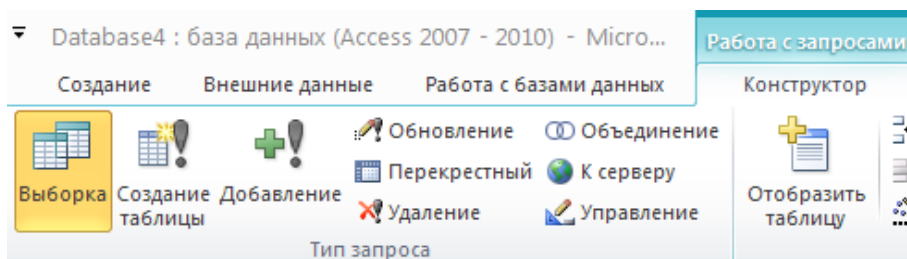 Database4 : база данных (Access 2007 - 2010) - Micro...
Работа с запросами
Создание Внешние данные Работа с базами данных Конструктор
Выборка
Создание таблицы
Добавление
Обновление
Перекрестный
Удаление
Объединение
К серверу
Управление
Отобразить
таблицу
Тип запроса